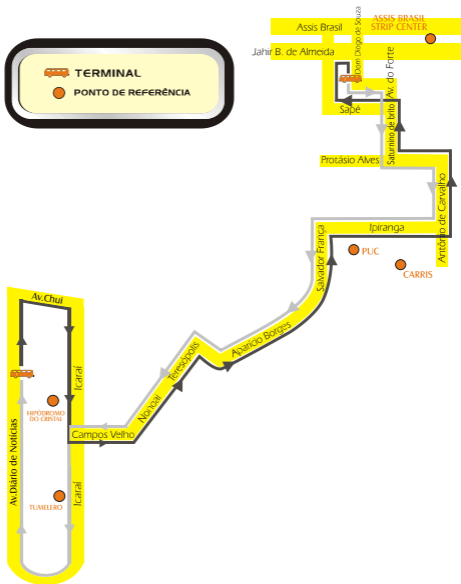 Assis Brasil
ASSIS BRASIL
STRIP CENTER
Dom Diogo de Souza
Jahir B. de Almeida
Av. do Forte
TERMINAL
PONTO DE REFERÊNCIA
Sapé
Saturnino de brito
Protásio Alves
Antônio de Carvalho
Ipiranga
Salvador França
PUC
CARRIS
Av.Chuí
Aparício Borges
Teresópolis
Icaraí
Nonoai
HIPÓDROMO
DO CRISTAL
Campos Velho
Av.Diário de Notícias
Icaraí
TUMELERO